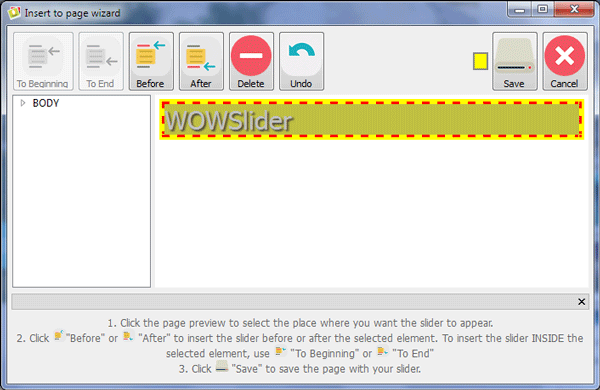 Insert to page wizard
To Beginning To End Before After Delete Undo Save Cancel
BODY
WOWSlider
1. Click the page preview to select the place where you want the slider to appear.
2. Click "Before" or "After" to insert the slider before or after the selected element. To insert the slider INSIDE the
selected element, use "To Beginning" or "To End"
3. Click "Save" to save the page with your slider.